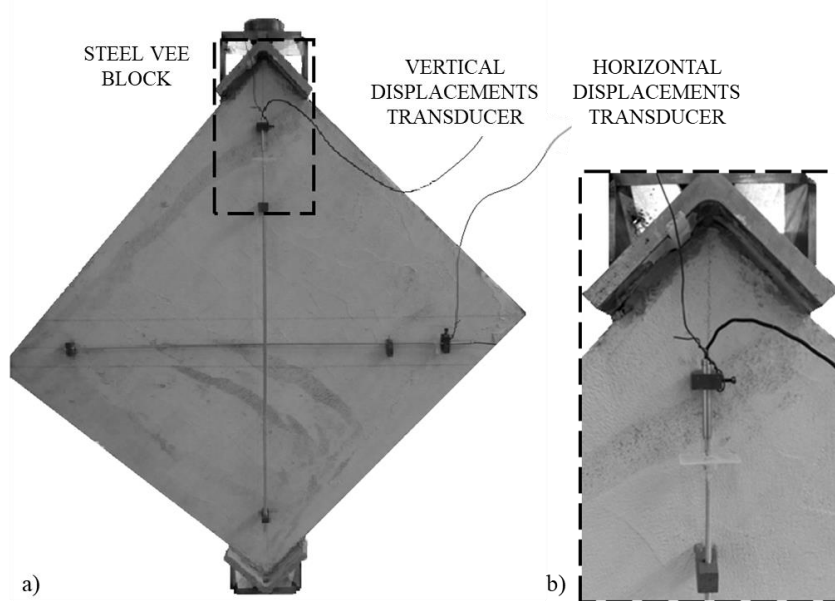 STEEL VEE
BLOCK
VERTICAL
DISPLACEMENTS
TRANSDUCER
HORIZONTAL
DISPLACEMENTS
TRANSDUCER
a)
b)